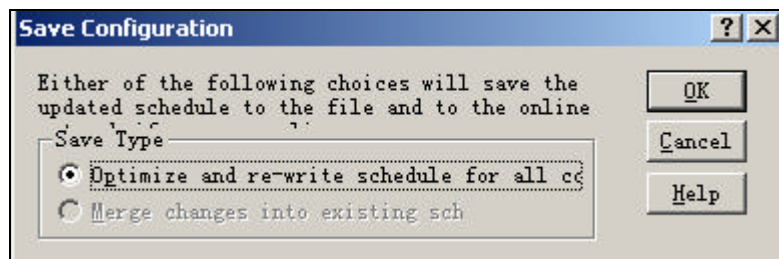 Save Configuration
Either of the following choices will save the
updated schedule to the file and to the online
Save Type
Optimize and re-write schedule for all
Merge changes into existing sch
OK
Cancel
Help